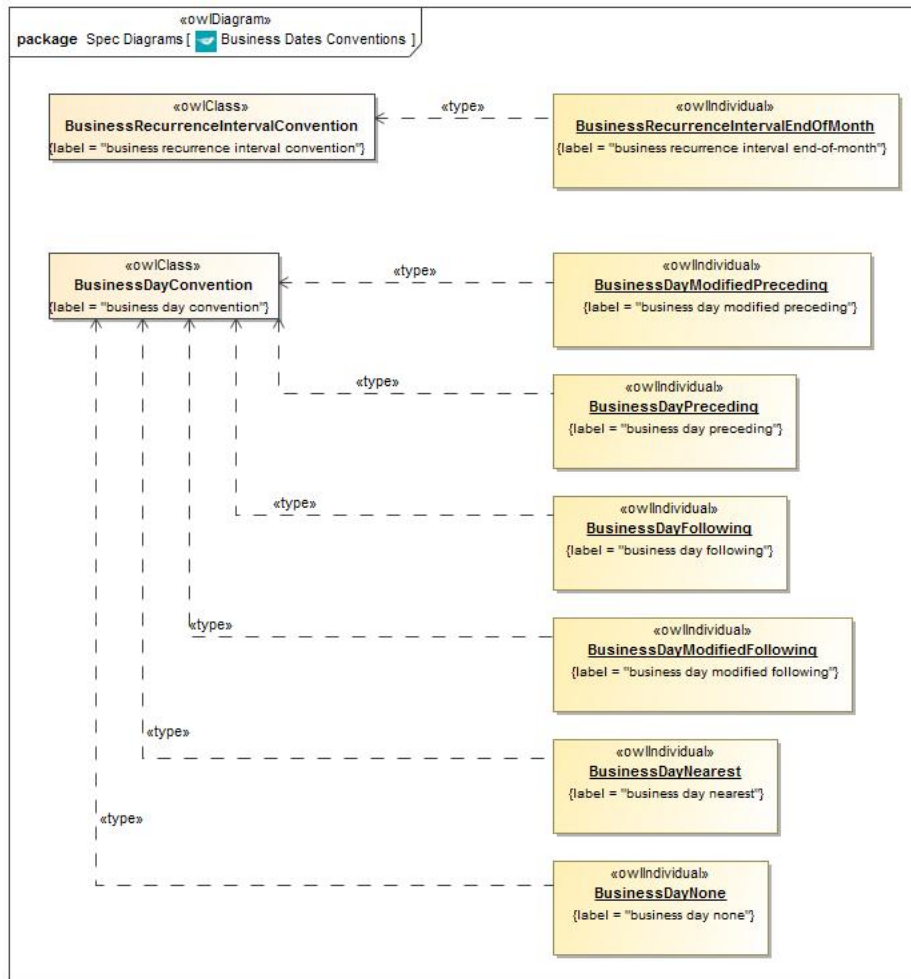 «owlDiagram»
package Spec Diagrams [ Business Dates Conventions ]
«owlClass»
BusinessRecurrenceIntervalConvention
{label = "business recurrence interval convention"}
«type»
«owlIndividual»
BusinessRecurrenceIntervalEndOfMonth
{label = "business recurrence interval end-of-month"}
«owlClass»
BusinessDayConvention
{label = "business day convention"}
«type»
«owlIndividual»
BusinessDayModifiedPreceding
{label = "business day modified preceding"}
«type»
«owlIndividual»
BusinessDayPreceding
{label = "business day preceding"}
«type»
«owlIndividual»
BusinessDayFollowing
{label = "business day following"}
«type»
«owlIndividual»
BusinessDayModifiedFollowing
{label = "business day modified following"}
«type»
«owlIndividual»
BusinessDayNearest
{label = "business day nearest"}
«type»
«owlIndividual»
BusinessDayNone
{label = "business day none"}